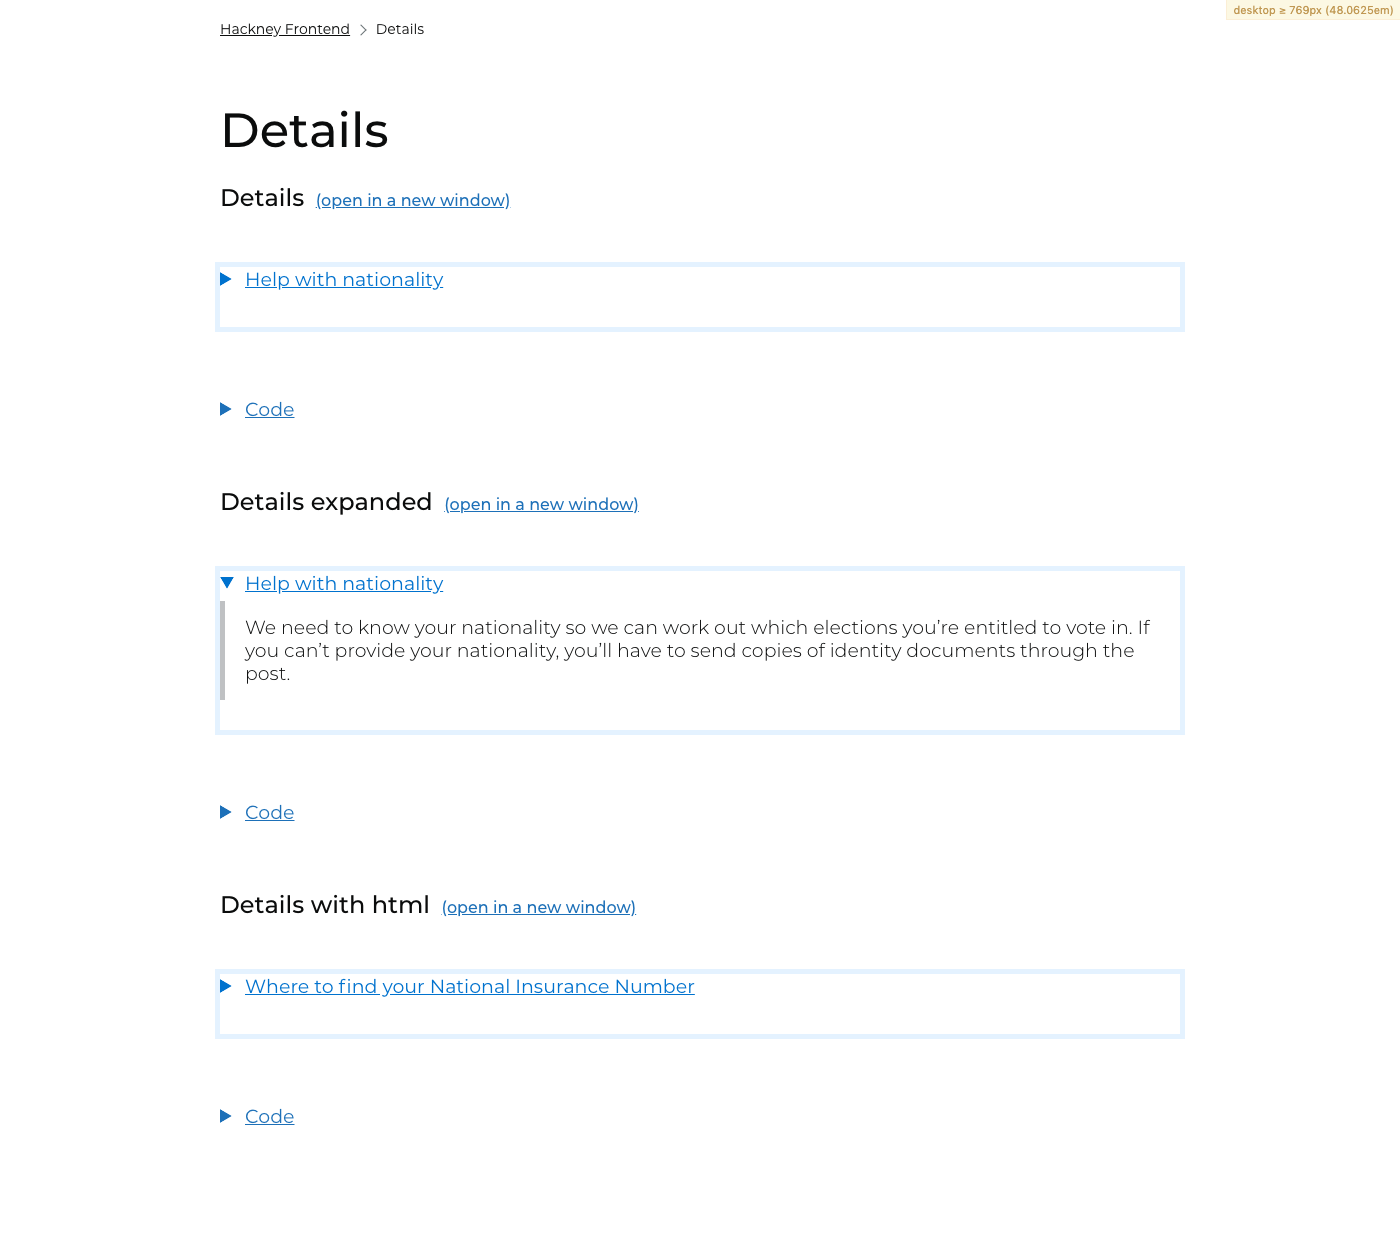 desktop ≥ 769px (48.0625em)
Hackney Frontend Details
Details
Details (open in a new window)
Help with nationality
Code
Details expanded (open in a new window)
Help with nationality
We need to know your nationality so we can work out which elections you’re entitled to vote in. If
you can’t provide your nationality, you’ll have to send copies of identity documents through the
post.
Code
Details with html (open in a new window)
Where to find your National Insurance Number
Code